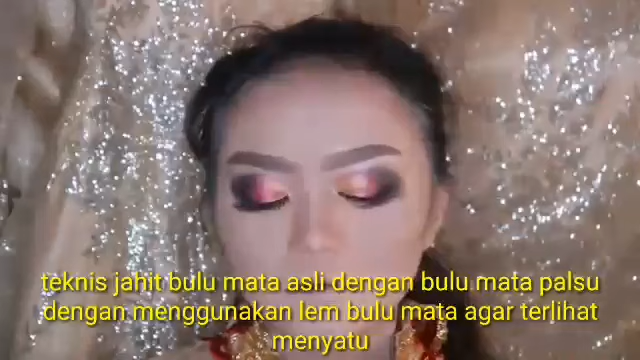 teknis jahit bulu mata asli dengan bulu mata palsu
dengan menggunakan lem bulu mata agar terlihat
menyatu